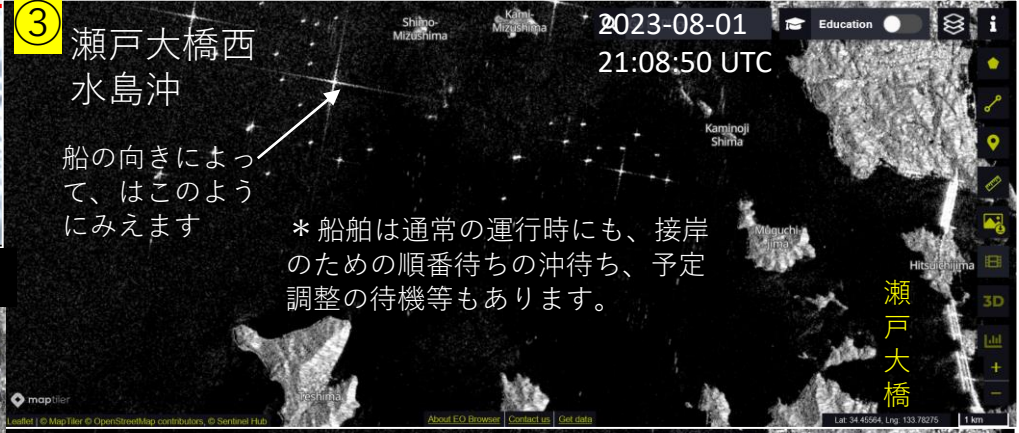 ③
瀬戸大橋西
水島沖
船の向きによっ
て、はこのよう
にみえます
Shimo-
Mizushima
Kami-
Mizushima
2023-08-01
21:08:50 UTC
Education
Kaminoji
Shima
＊船舶は通常の運行時にも、接岸
のための順番待ちの沖待ち、予定
調整の待機等もあります。
Muguchi
jima
Hitsuichijima
瀬戸大橋
3D
Teshima
maptiler
Leaflet | © MapTiler © OpenStreetMap contributors, © Sentinel Hub
About EO Browser
Contact us
Get data
Lat: 34.45564, Lng: 133.78275
1 km